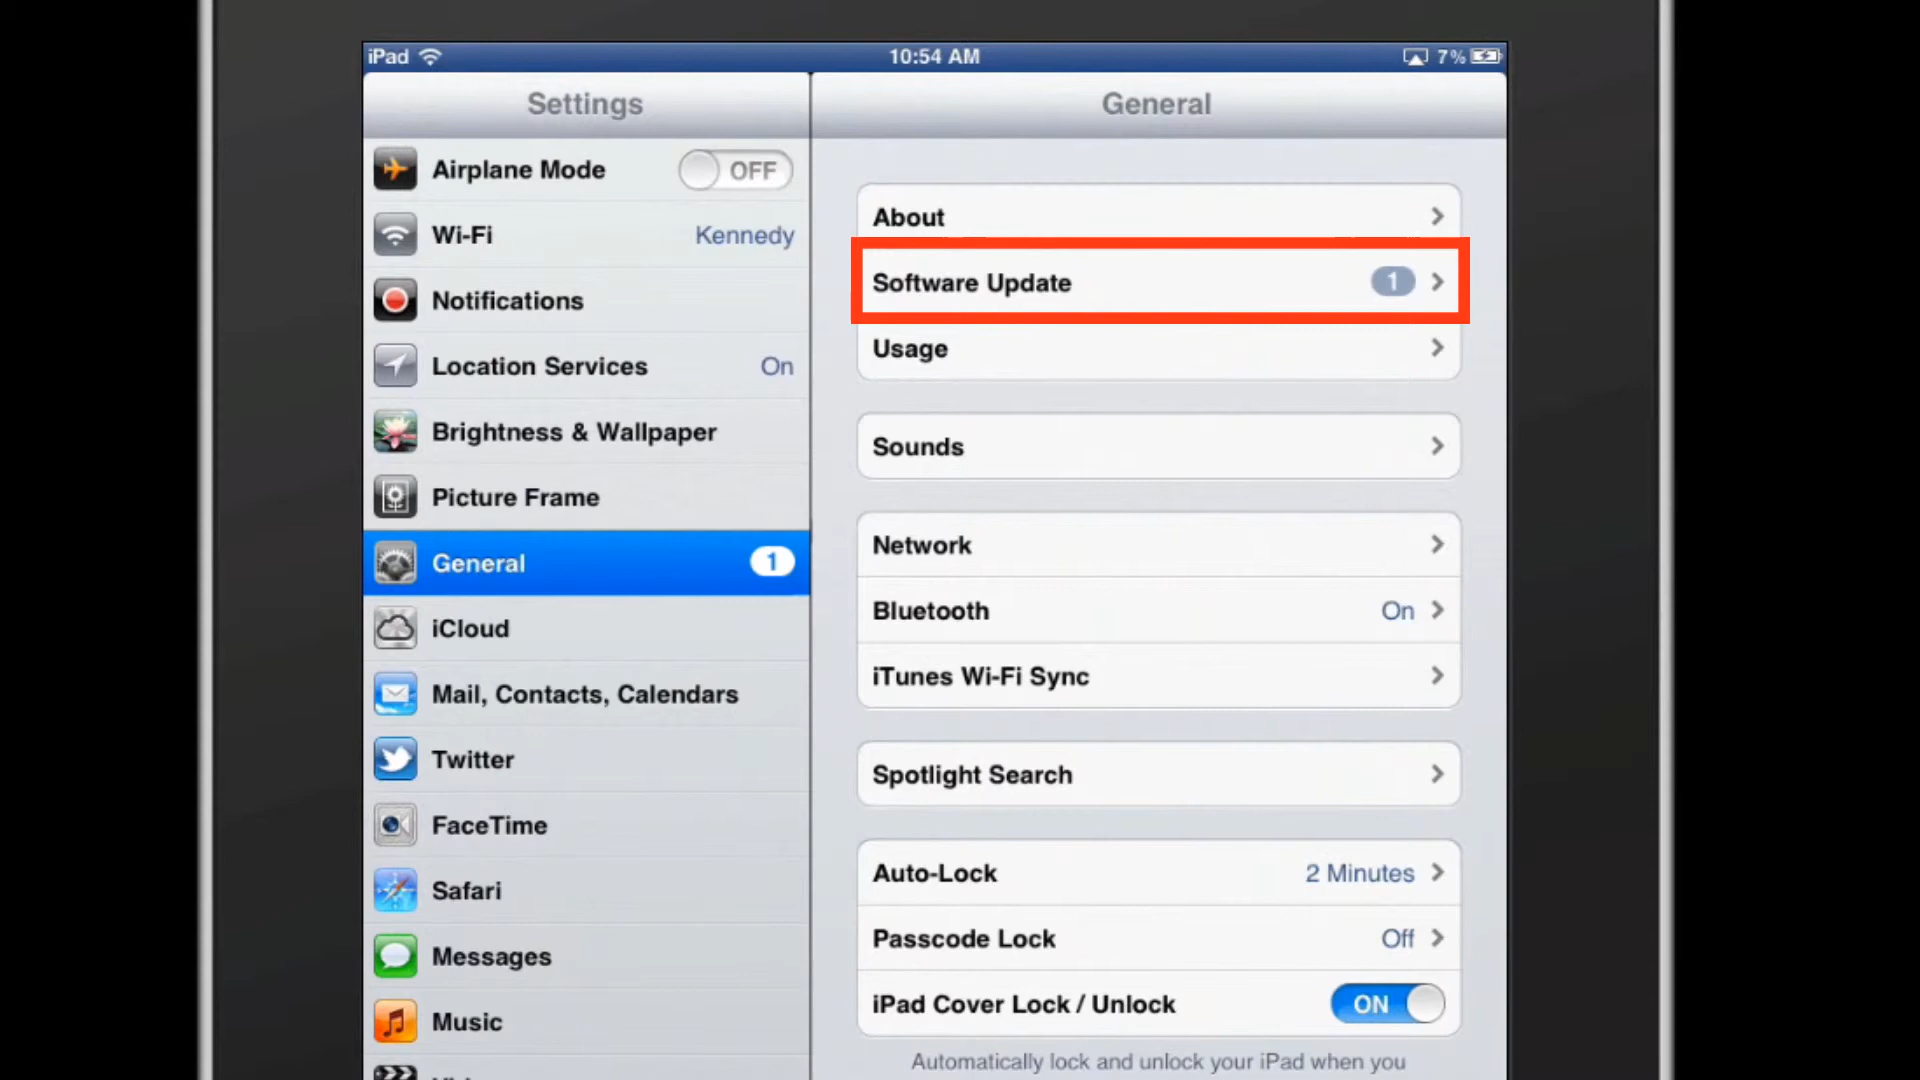 iPad 10:54 AM 7%
Settings
Airplane Mode OFF
Wi-Fi Kennedy
Notifications
Location Services On
Brightness & Wallpaper
Picture Frame
General 1
iCloud
Mail, Contacts, Calendars
Twitter
FaceTime
Safari
Messages
Music
General
About
Software Update 1
Usage
Sounds
Network
Bluetooth On
iTunes Wi-Fi Sync
Spotlight Search
Auto-Lock 2 Minutes
Passcode Lock Off
iPad Cover Lock / Unlock ON
Automatically lock and unlock your iPad when you